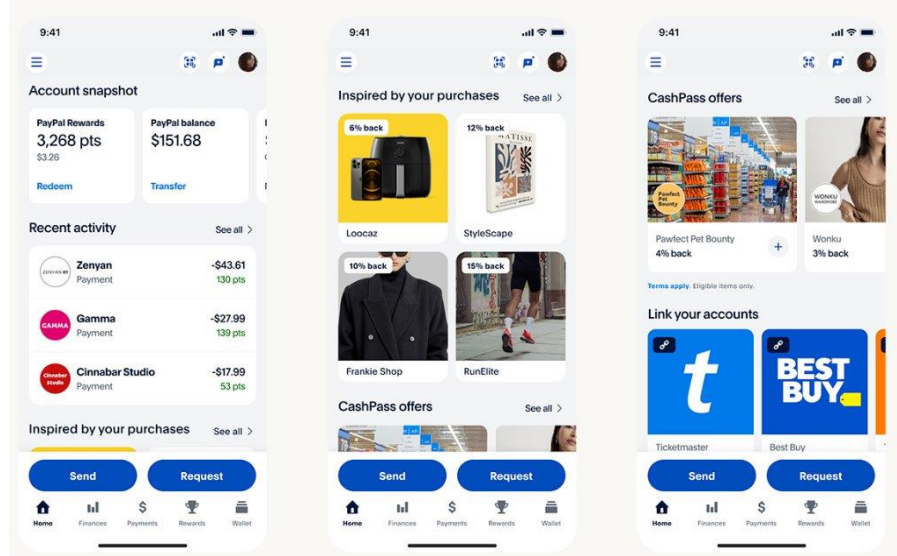 9:41
Account snapshot
PayPal Rewards
3,268 pts
$3.26
Redeem
PayPal balance
$151.68
Transfer
Recent activity
See all
ZENYAN
Zenyan
Payment
-$43.61
130 pts
GAMMA
Gamma
Payment
-$27.99
139 pts
Cinnabar
Studio
Cinnabar Studio
Payment
-$17.99
53 pts
Inspired by your purchases
See all
Send
Request
Home
Finances
Payments
Rewards
Wallet
9:41
Inspired by your purchases
See all
6% back
Loocaz
12% back
MATISSE
StyleScape
10% back
Frankie Shop
15% back
RunElite
CashPass offers
See all
Send
Request
Home
Finances
Payments
Rewards
Wallet
9:41
CashPass offers
See all
Pawfect
Pet
Bounty
Pawfect Pet Bounty
4% back
WONKU
Wonku
3% back
Terms apply. Eligible items only.
Link your accounts
t
Ticketmaster
BEST
BUY
Best Buy
Send
Request
Home
Finances
Payments
Rewards
Wallet